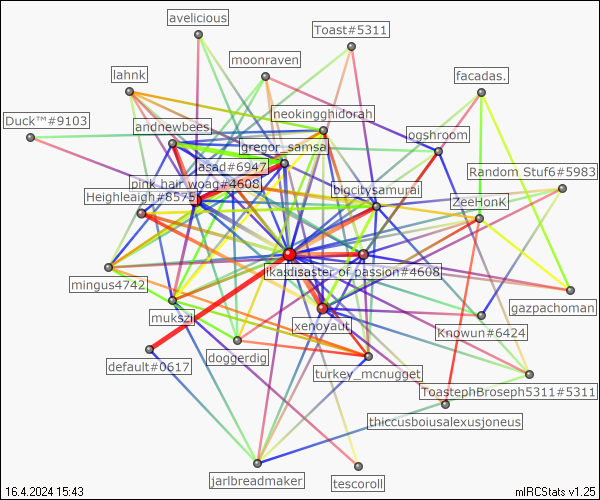 avelicious
Toast#5311
moonraven
lahnk
facadas.
neokingghidorah
Duck™#9103
andnewbees
ogshroom
gregor_samsa
asad#6947
Random Stuf6#5983
pink hair woag#4608
bigcitysamurai
Heighleaigh#8575
ZeeHonK
disaster of passion#4608
mingus4742
gazpachoman
mukszi
xenoyaut
Knowun#6424
doggerdig
default#0617
turkey_mcnugget
ToastephBroseph5311#5311
thiccusboiusalexusjoneus
jarlbreadmaker
tescoroll
16.4.2024 15:43
mIRCStats v1.25